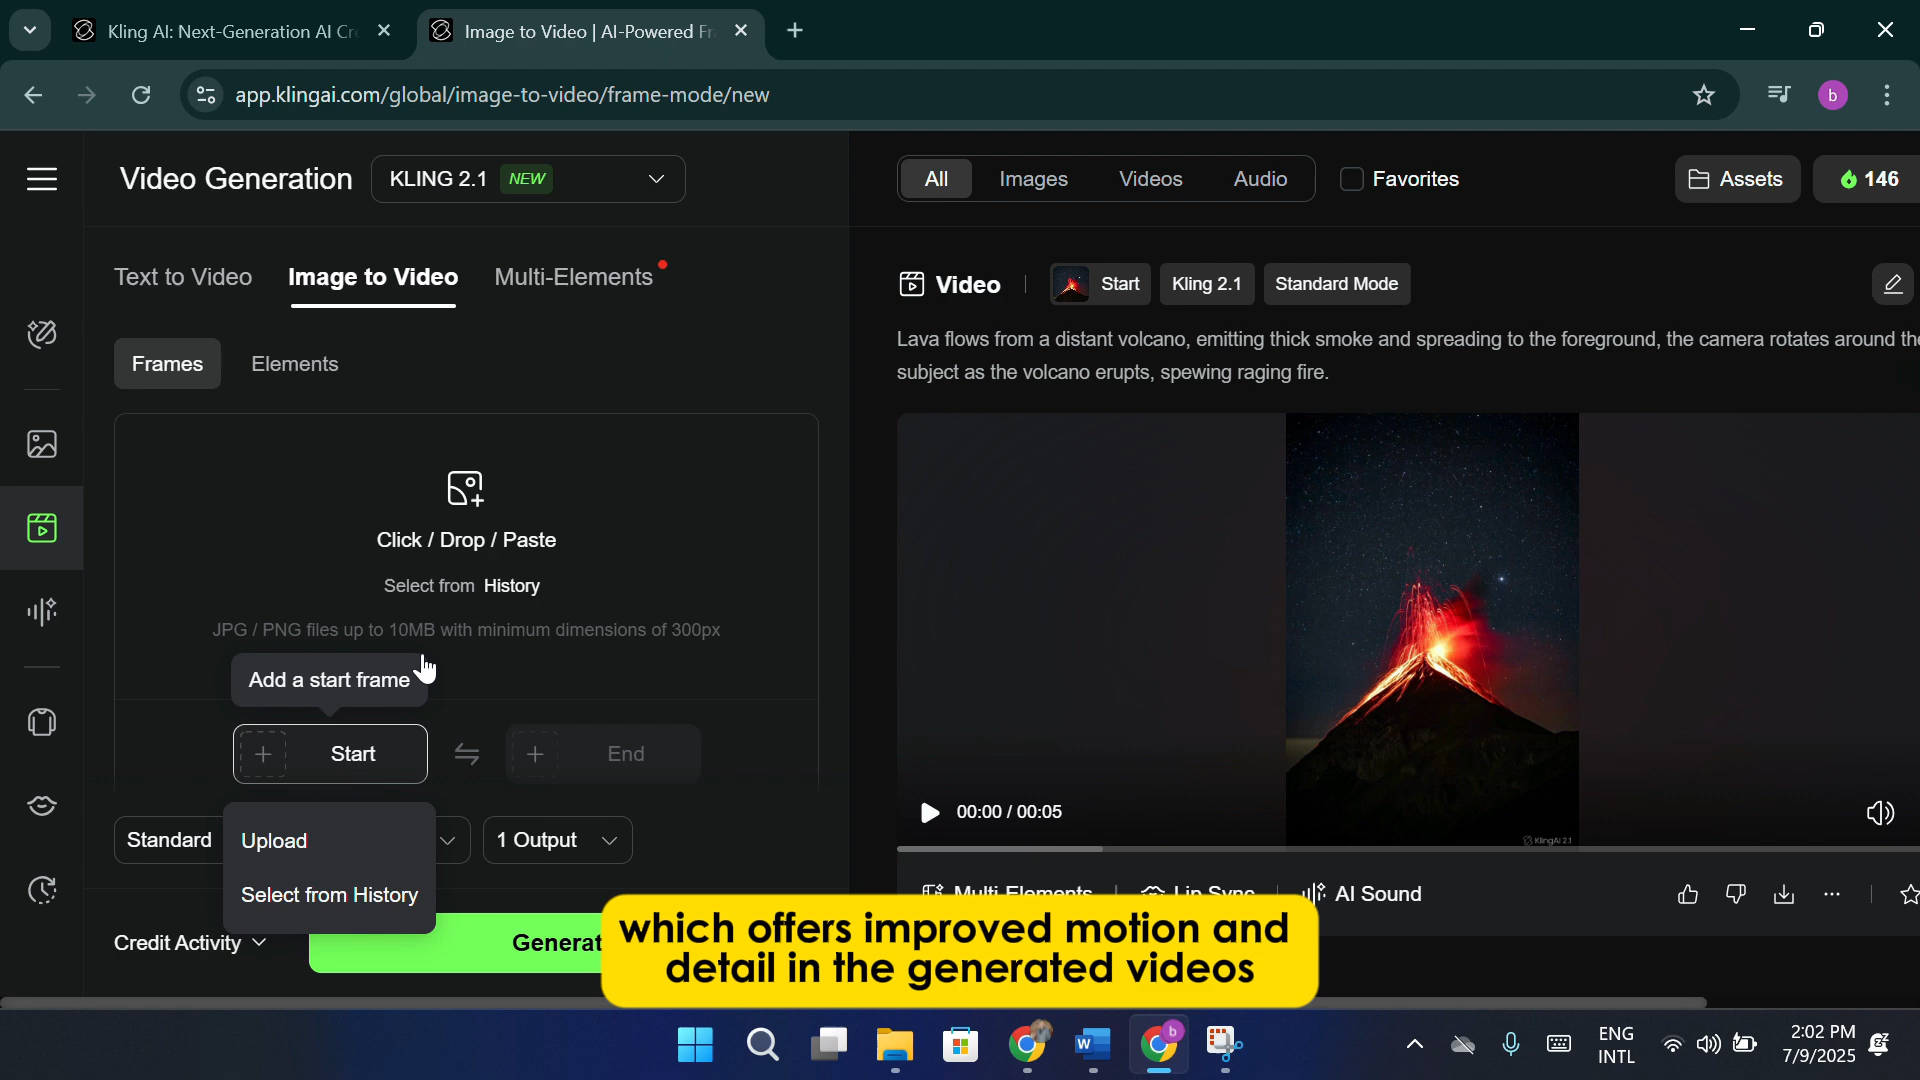 Kling AI: Next-Generation AI Cr
Image to Video | AI-Powered Fr
app.klingai.com/global/image-to-video/frame-mode/new
b
Video Generation
KLING 2.1 NEW
All
Images
Videos
Audio
Favorites
Assets
146
Text to Video
Image to Video
Multi-Elements
Video
Start
Kling 2.1
Standard Mode
Lava flows from a distant volcano, emitting thick smoke and spreading to the foreground, the camera rotates around the
subject as the volcano erupts, spewing raging fire.
Frames
Elements
Click / Drop / Paste
Select from History
JPG / PNG files up to 10MB with minimum dimensions of 300px
Add a start frame
Start
End
00:00 / 00:05
KlingAI 2.1
Standard
Upload
1 Output
Select from History
Multi-Elements
Lip Sync
AI Sound
Credit Activity
Generat
which offers improved motion and
detail in the generated videos
W
b
ENG
INTL
2:02 PM
7/9/2025